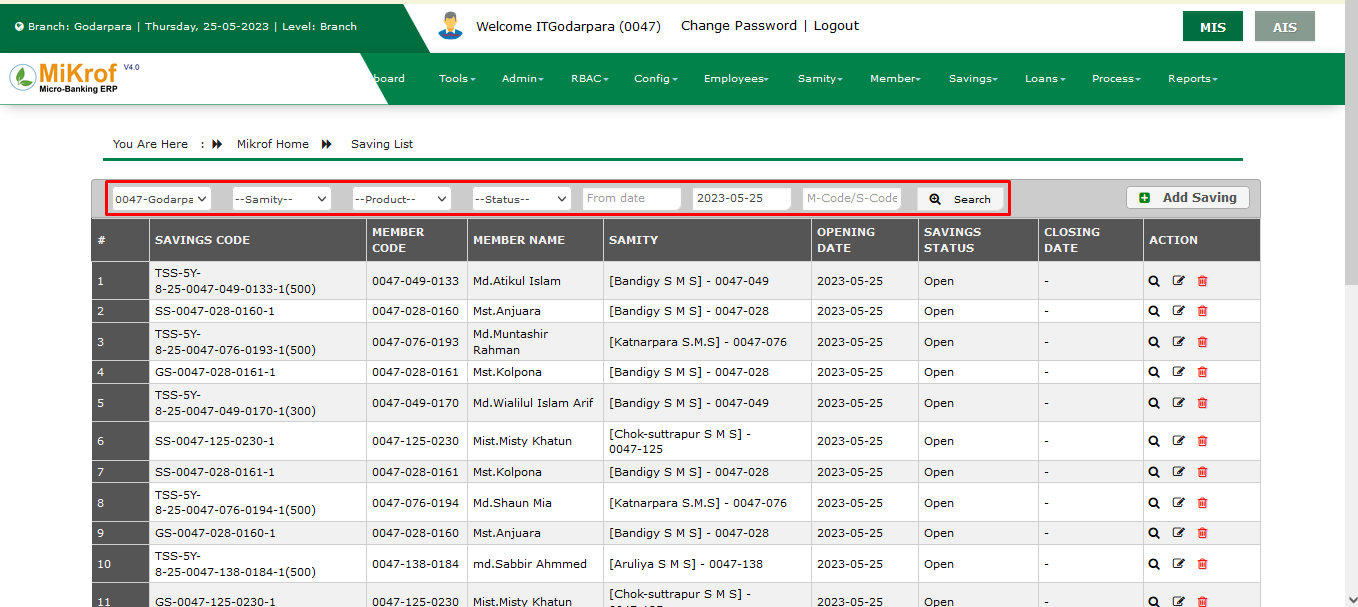 Branch: Godarpara | Thursday, 25-05-2023 | Level: Branch
Welcome ITGodarpara (0047) Change Password | Logout
MIS AIS
MiKrof V4.0
Micro-Banking ERP
board Tools Admin RBAC Config Employees Samity Member Savings Loans Process Reports
You Are Here : Mikrof Home Saving List
0047-Godarpa --Samity-- --Product-- --Status-- From date 2023-05-25 M-Code/S-Code Search Add Saving
# SAVINGS CODE MEMBER CODE MEMBER NAME SAMITY OPENING DATE SAVINGS STATUS CLOSING DATE ACTION
1 TSS-5Y-
8-25-0047-049-0133-1(500) 0047-049-0133 Md.Atikul Islam [Bandigy S M S] - 0047-049 2023-05-25 Open -
2 SS-0047-028-0160-1 0047-028-0160 Mst.Anjuara [Bandigy S M S] - 0047-028 2023-05-25 Open -
3 TSS-5Y-
8-25-0047-076-0193-1(500) 0047-076-0193 Md.Muntashir
Rahman [Katnarpara S.M.S] - 0047-076 2023-05-25 Open -
4 GS-0047-028-0161-1 0047-028-0161 Mst.Kolpona [Bandigy S M S] - 0047-028 2023-05-25 Open -
5 TSS-5Y-
8-25-0047-049-0170-1(300) 0047-049-0170 Md.Wialilul Islam Arif [Bandigy S M S] - 0047-049 2023-05-25 Open -
6 SS-0047-125-0230-1 0047-125-0230 Mist.Misty Khatun [Chok-suttrapur S M S] -
0047-125 2023-05-25 Open -
7 SS-0047-028-0161-1 0047-028-0161 Mst.Kolpona [Bandigy S M S] - 0047-028 2023-05-25 Open -
8 TSS-5Y-
8-25-0047-076-0194-1(500) 0047-076-0194 Md.Shaun Mia [Katnarpara S.M.S] - 0047-076 2023-05-25 Open -
9 GS-0047-028-0160-1 0047-028-0160 Mst.Anjuara [Bandigy S M S] - 0047-028 2023-05-25 Open -
10 TSS-5Y-
8-25-0047-138-0184-1(500) 0047-138-0184 md.Sabbir Ahmmed [Aruliya S M S] - 0047-138 2023-05-25 Open -
11 GS-0047-125-0230-1 0047-125-0230 Mist.Misty Khatun [Chok-suttrapur S M S] - 2023-05-25 Open -